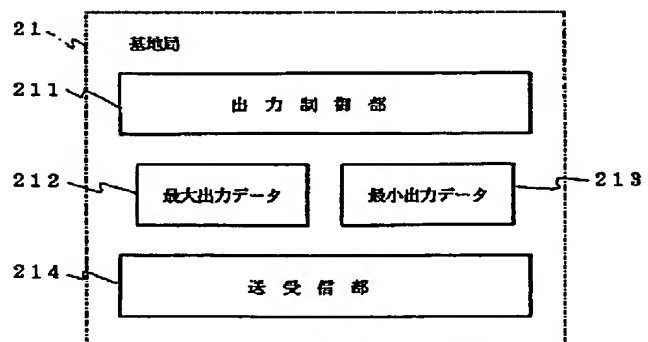 21
基地局
211
出力制御部
212
最大出力データ
最小出力データ
213
214
送受信部